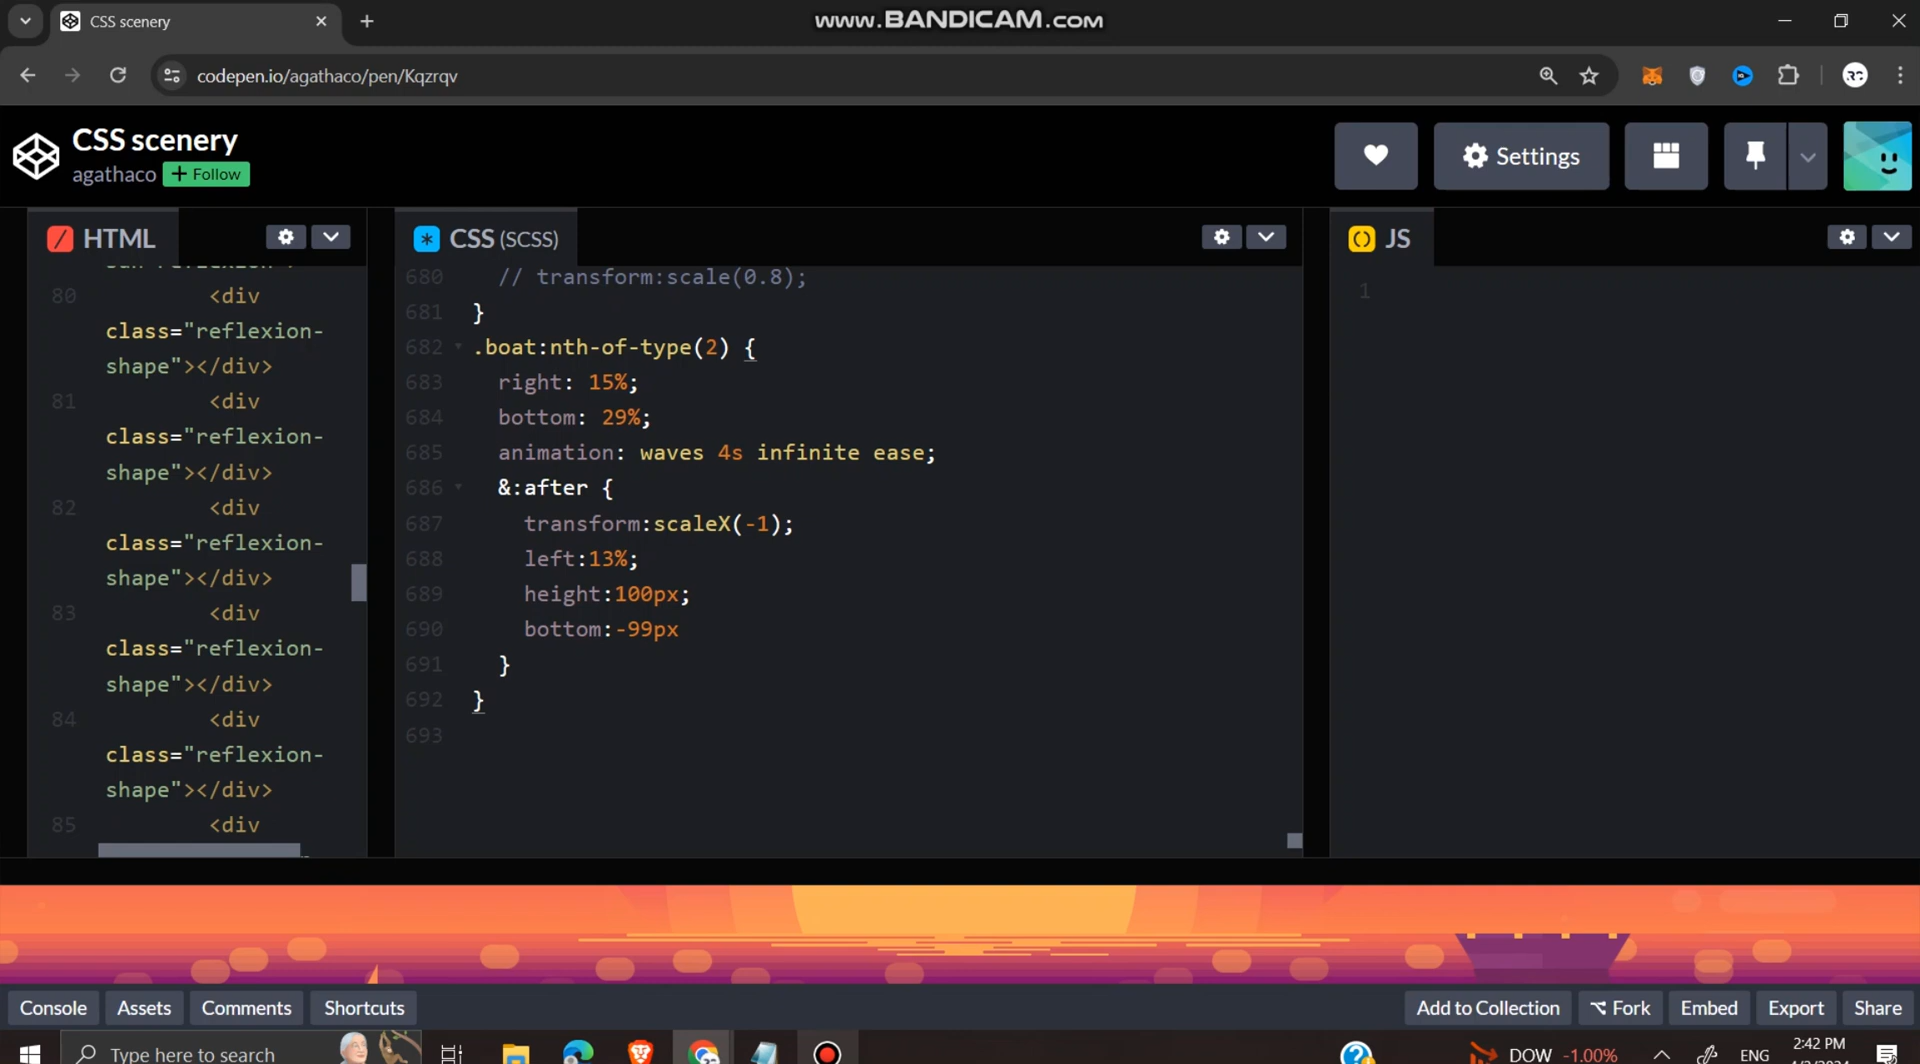 CSS scenery
www.BANDICAM.com
codepen.io/agathaco/pen/Kqzrqv
RC
CSS scenery
agathaco
+ Follow
Settings
HTML
80 <div
class="reflexion-
shape"></div>
81 <div
class="reflexion-
shape"></div>
82 <div
class="reflexion-
shape"></div>
83 <div
class="reflexion-
shape"></div>
84 <div
class="reflexion-
shape"></div>
85 <div
CSS (SCSS)
680 // transform:scale(0.8);
681 }
682 .boat:nth-of-type(2) {
683 right: 15%;
684 bottom: 29%;
685 animation: waves 4s infinite ease;
686 &:after {
687 transform:scaleX(-1);
688 left:13%;
689 height:100px;
690 bottom:-99px
691 }
692 }
693
JS
1
Console
Assets
Comments
Shortcuts
Add to Collection
Fork
Embed
Export
Share
Type here to search
DOW -1.00%
ENG
2:42 PM